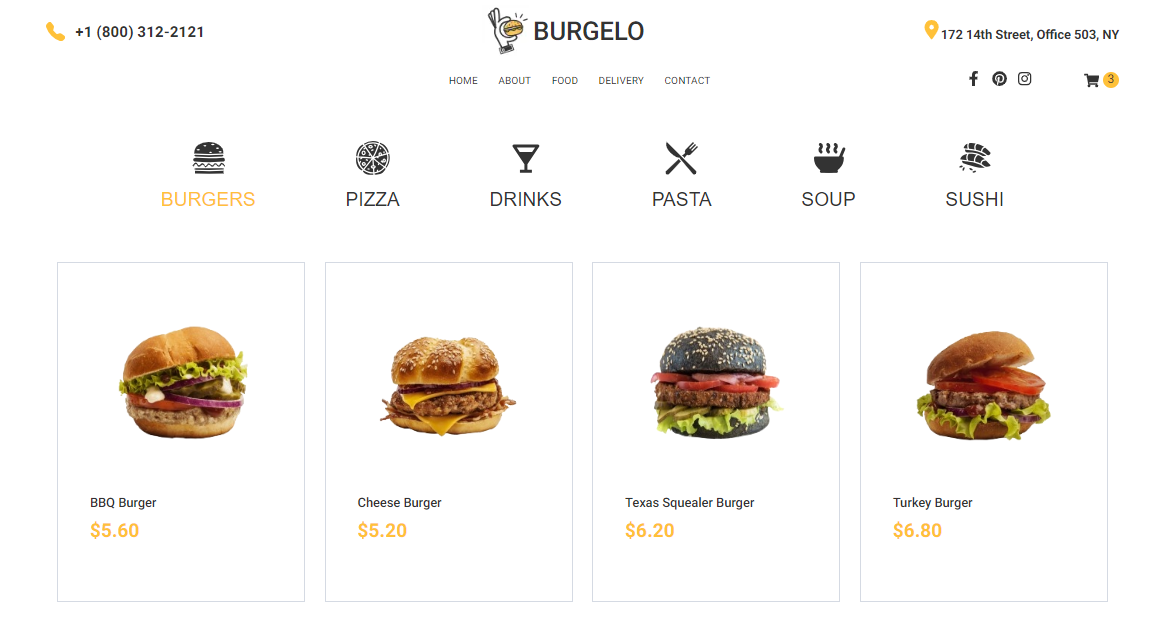 +1 (800) 312-2121
BURGELO
172 14th Street, Office 503, NY
HOME ABOUT FOOD DELIVERY CONTACT
3
BURGERS PIZZA DRINKS PASTA SOUP SUSHI
BBQ Burger
$5.60
Cheese Burger
$5.20
Texas Squealer Burger
$6.20
Turkey Burger
$6.80